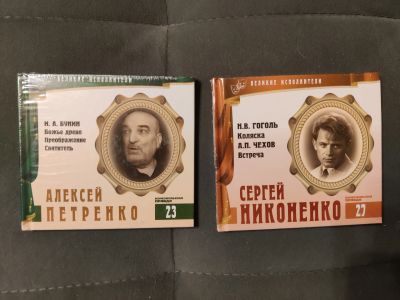 ВЕЛИКИЕ ИСПОЛНИТЕЛИ
И. А. БУНИН
Божье древо
Преображение
Святитель
АЛЕКСЕЙ
ПЕТРЕНКО
23
ВЕЛИКИЕ ИСПОЛНИТЕЛИ
Н.В. ГОГОЛЬ
Коляска
А.П. ЧЕХОВ
Встреча
СЕРГЕЙ
НИКОНЕНКО
27